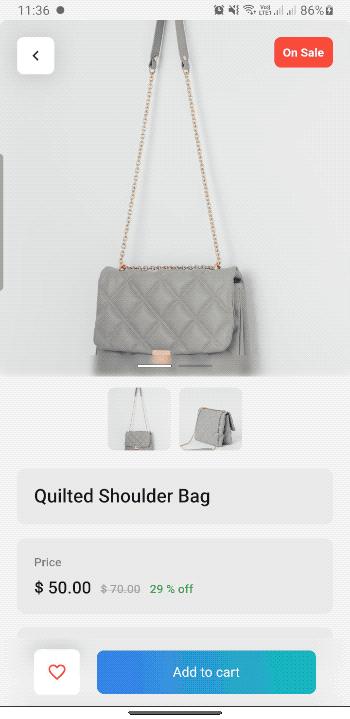 11:36
86%
On Sale
Quilted Shoulder Bag
Price
$ 50.00 $ 70.00 29 % off
Add to cart